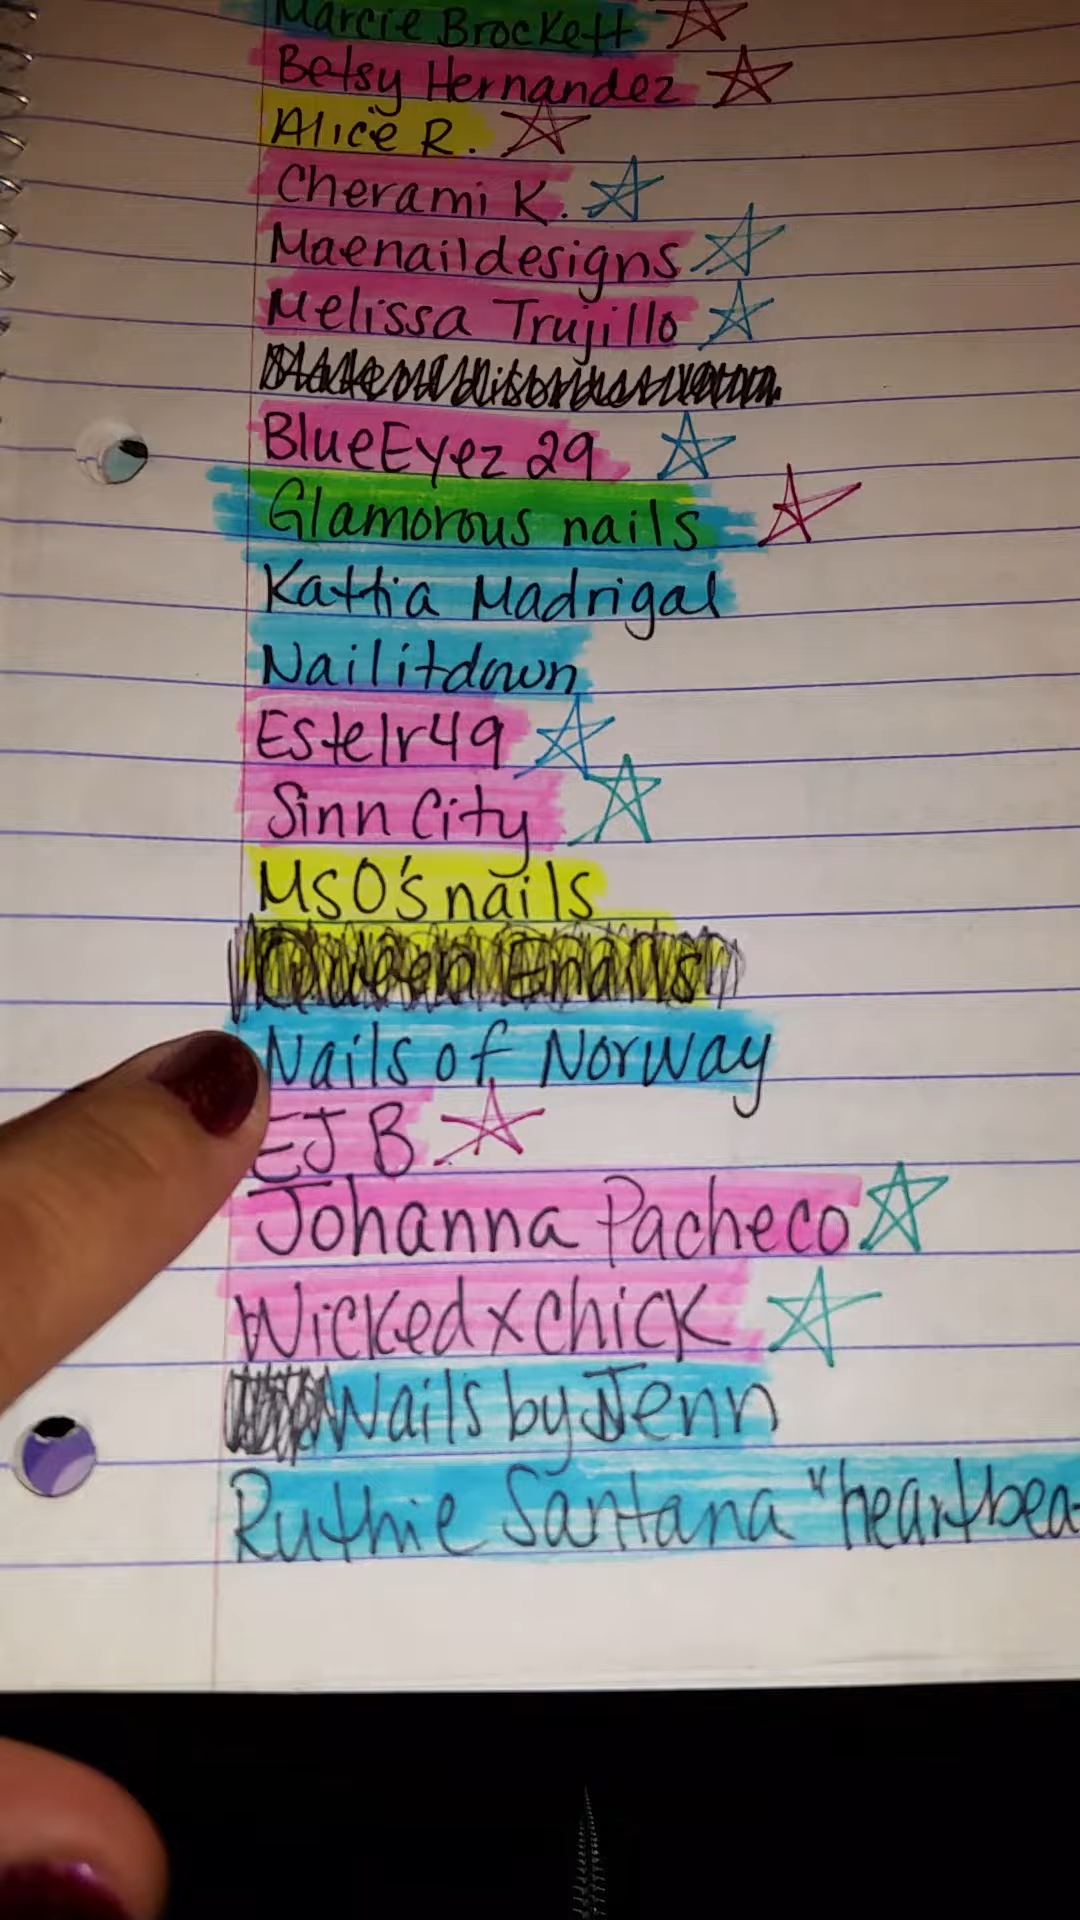 Marcie Brockett
Betsy Hernandez
Alice R.
Cherami K.
Maenaildesigns
Melissa Trujillo
BlueEyez 29
Glamorous nails
Kattia Madrigal
Nailitdown
Estelr49
Sinn City
MsO's nails
Nails of Norway
EJ B
Johanna Pacheco
Wickedxchick
Nails by Jenn
Ruthie Santana "heartbea